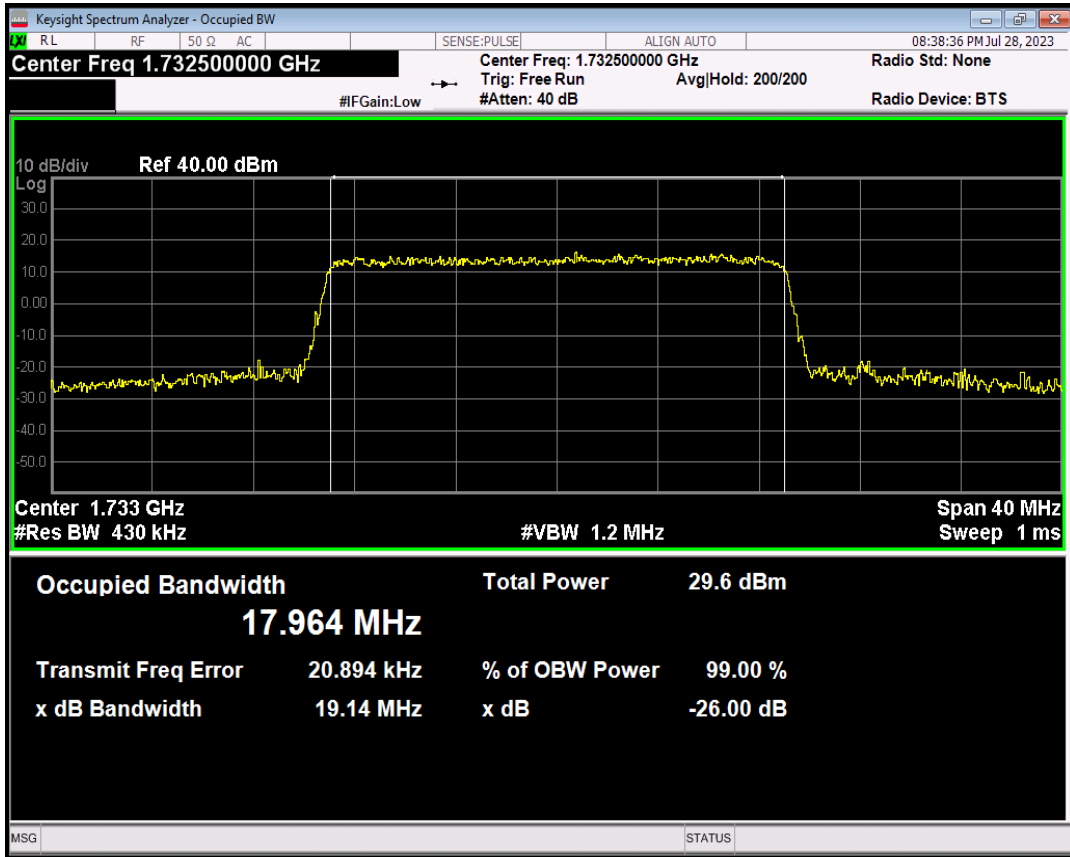 Keysight Spectrum Analyzer - Occupied BW
LXI RL RF 50 Ω AC SENSE:PULSE ALIGN AUTO 08:38:36 PM Jul 28, 2023
Center Freq 1.732500000 GHz
Center Freq: 1.732500000 GHz
Radio Std: None
Trig: Free Run Avg|Hold: 200/200
#IFGain:Low #Atten: 40 dB Radio Device: BTS
10 dB/div Ref 40.00 dBm
Log
30.0
20.0
10.0
0.00
-10.0
-20.0
-30.0
-40.0
-50.0
Center 1.733 GHz Span 40 MHz
#Res BW 430 kHz #VBW 1.2 MHz Sweep 1 ms
Occupied Bandwidth Total Power 29.6 dBm
17.964 MHz
Transmit Freq Error 20.894 kHz % of OBW Power 99.00 %
x dB Bandwidth 19.14 MHz x dB -26.00 dB
MSG STATUS